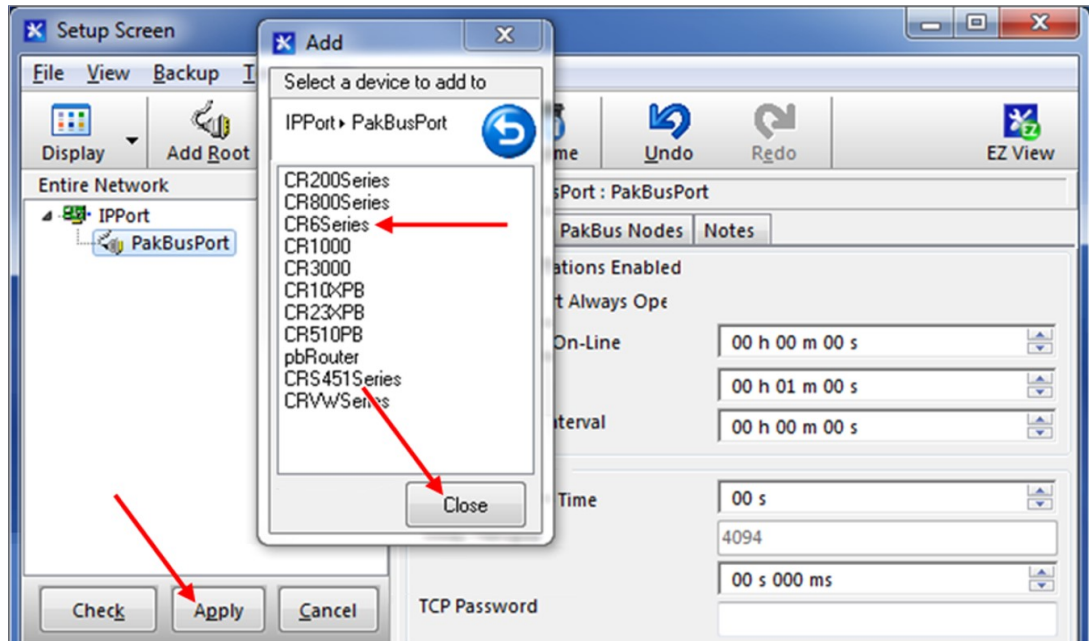 Setup Screen
File View Backup T
Display
Add Root
me
Undo
Redo
EZ View
Entire Network
IPPort
PakBusPort
Check
Apply
Cancel
Add
Select a device to add to
IPPort ▸ PakBusPort
CR200Series
CR800Series
CR6Series
CR1000
CR3000
CR10XPB
CR23XPB
CR510PB
pbRouter
CRS451Series
CRVWSeries
Close
sPort : PakBusPort
PakBus Nodes
Notes
ations Enabled
t Always Ope
On-Line
00 h 00 m 00 s
00 h 01 m 00 s
nterval
00 h 00 m 00 s
Time
00 s
4094
00 s 000 ms
TCP Password